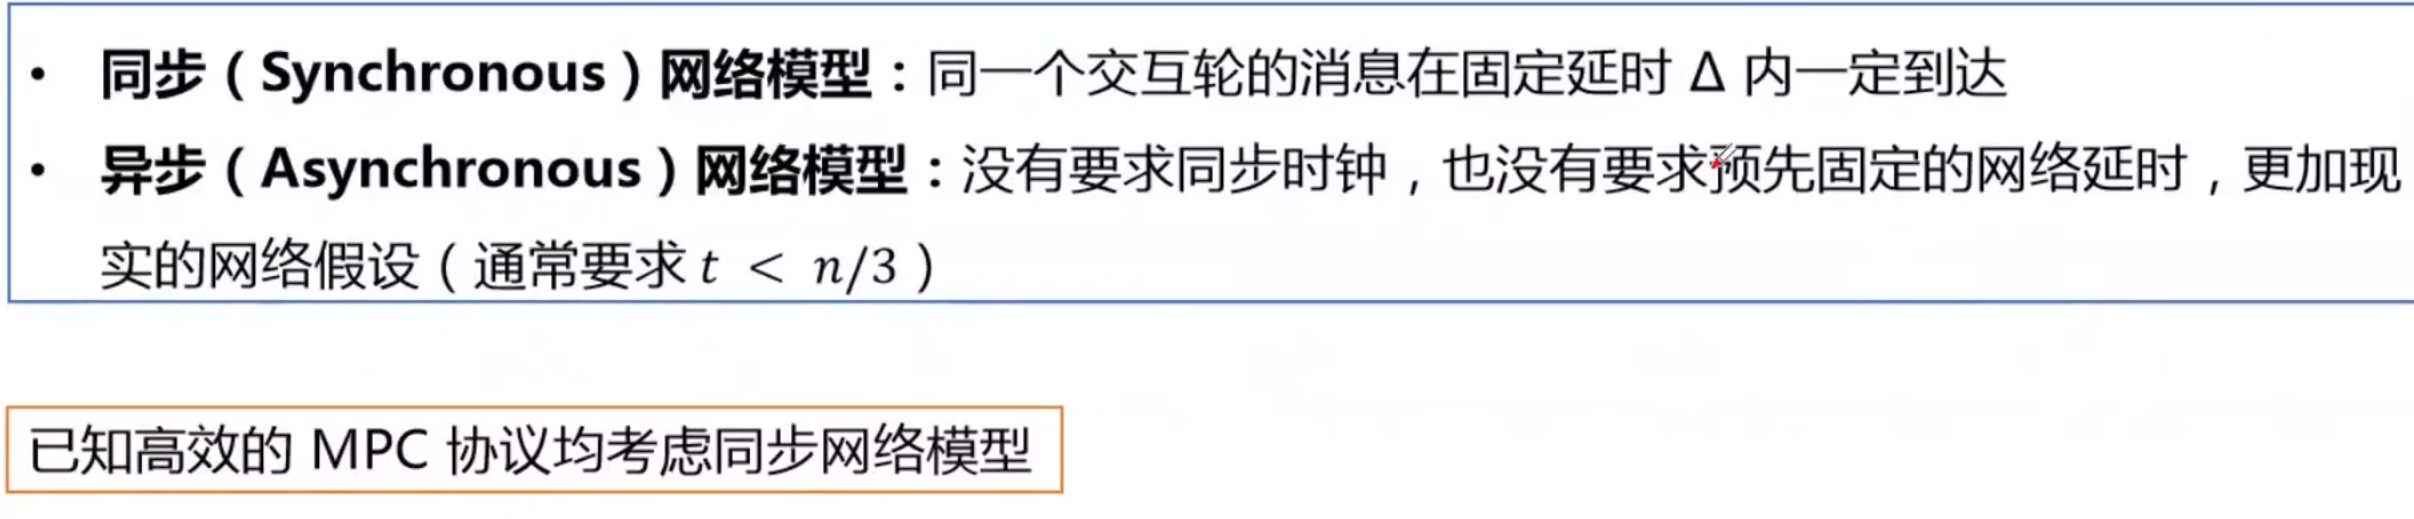 • 同步（Synchronous）网络模型：同一个交互轮的消息在固定延时 Δ 内一定到达
• 异步（Asynchronous）网络模型：没有要求同步时钟，也没有要求预先固定的网络延时，更加现
实的网络假设（通常要求 t < n/3 ）
已知高效的 MPC 协议均考虑同步网络模型